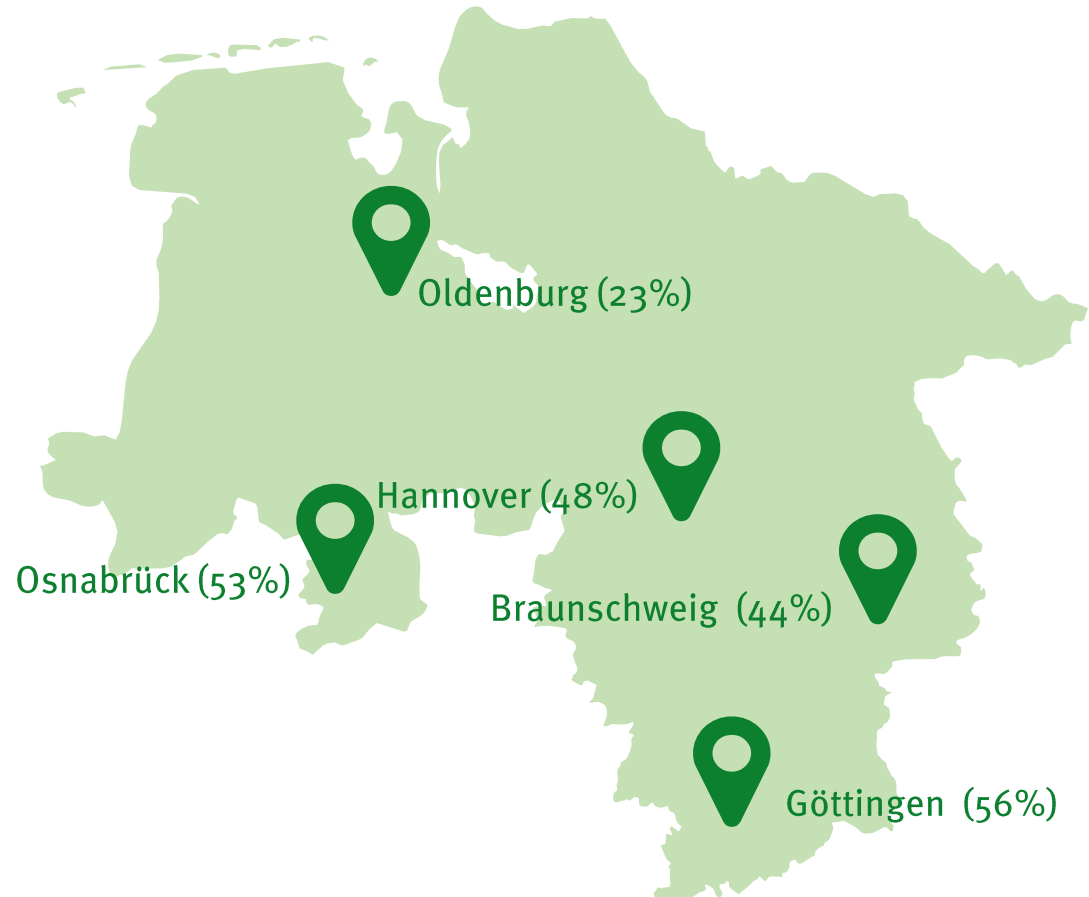 Oldenburg (23%)
Hannover (48%)
Osnabrück (53%)
Braunschweig (44%)
Göttingen (56%)